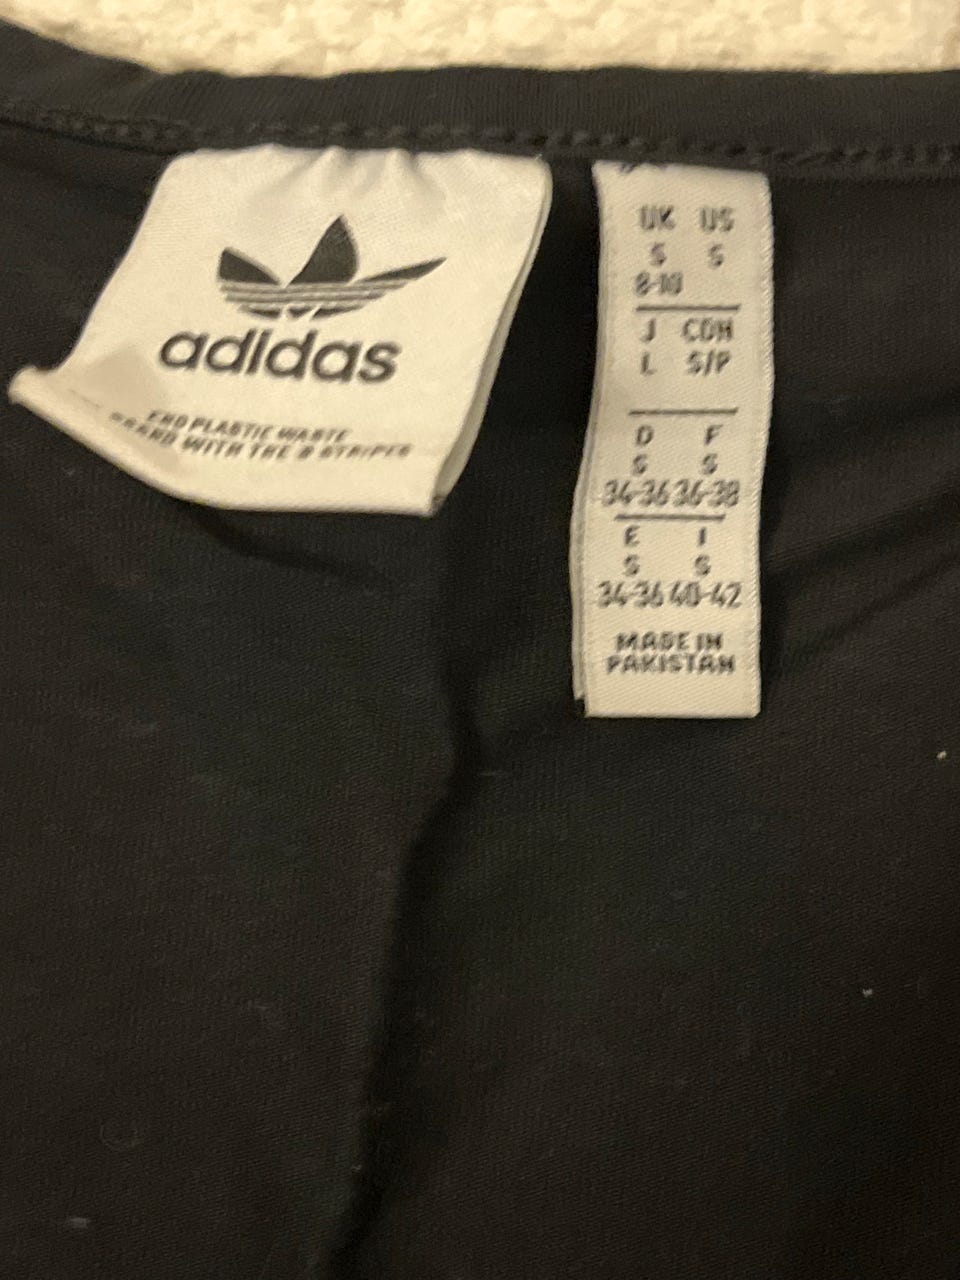 adidas
END PLASTIC WASTE
BRAND WITH THE 3 STRIPES
UK US
S S
8-10
J CDN
L S/P
D F
S S
34-36 36-38
E I
S S
34-36 40-42
MADE IN
PAKISTAN